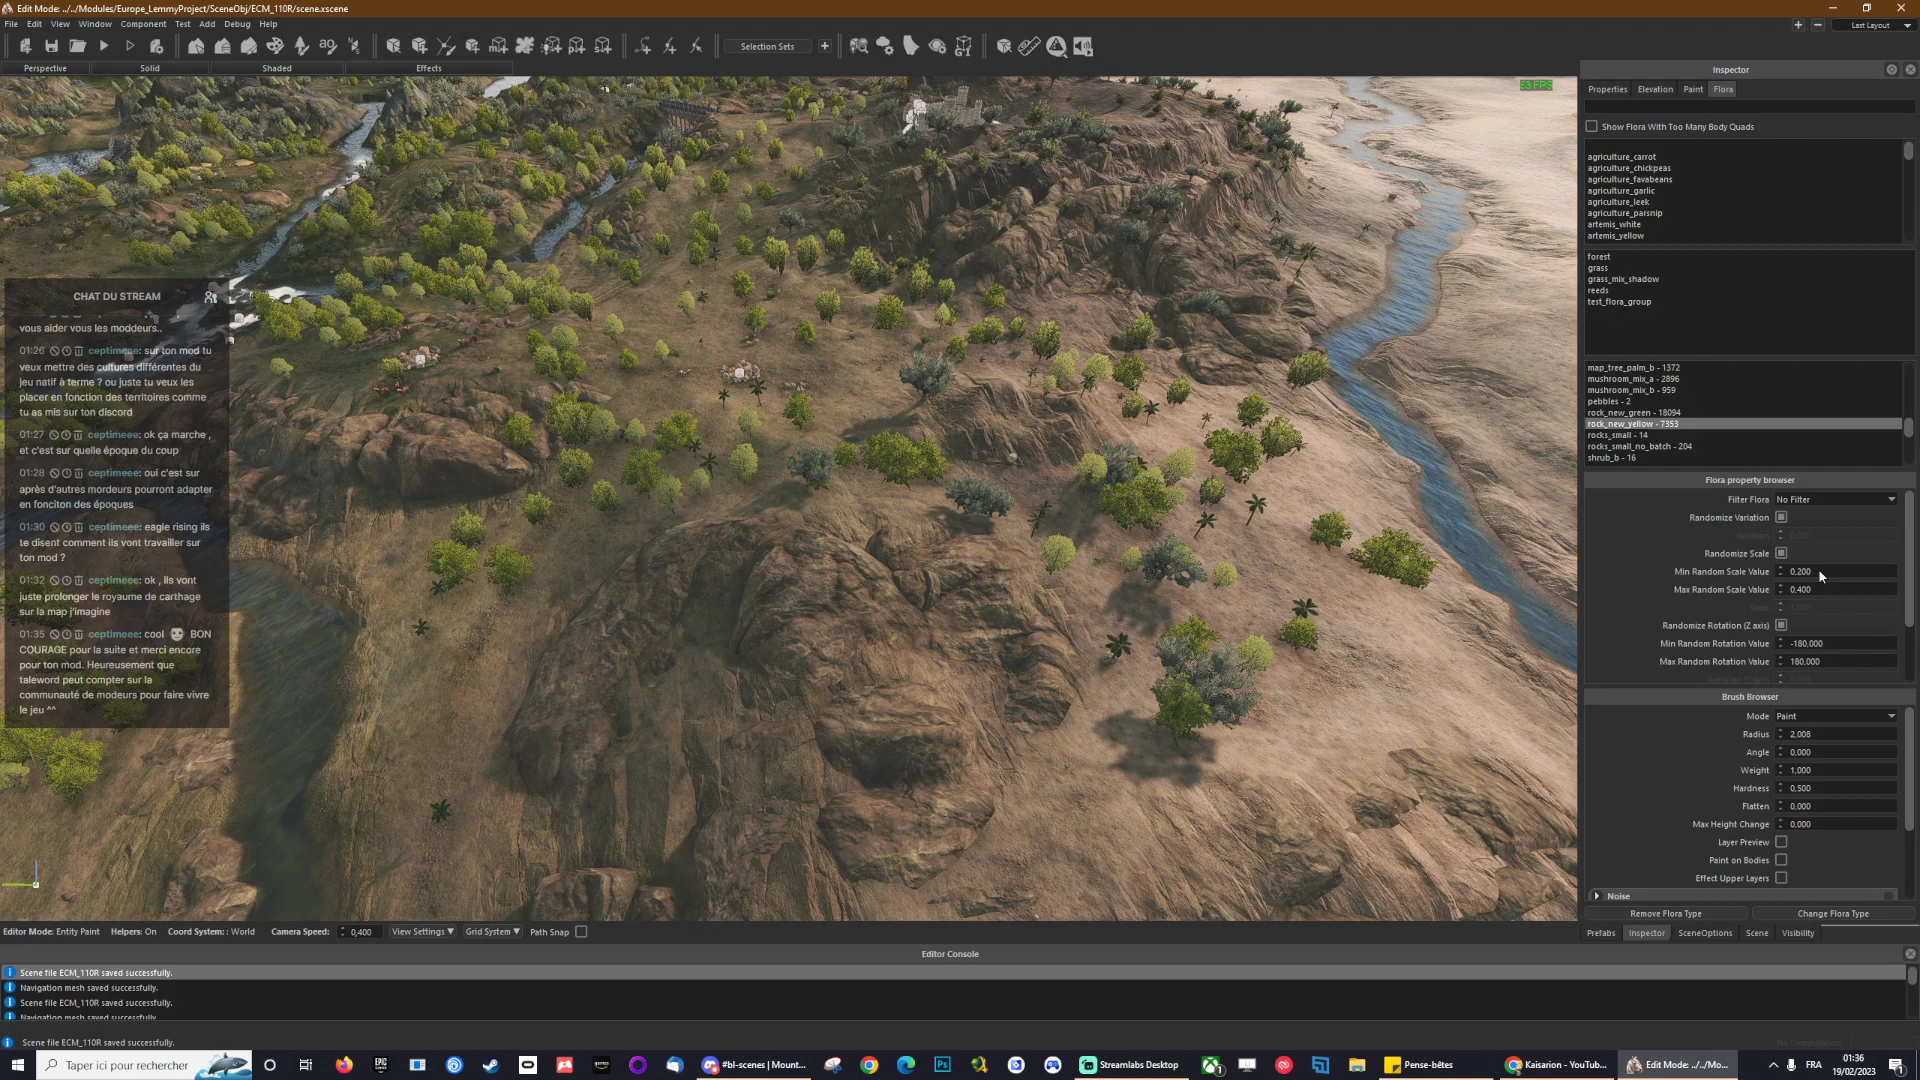 Edit Mode: ../../Modules/Europe_LemmyProject/SceneObj/ECM_110R/scene.xscene
File Edit View Window Component Test Add Debug Help
Last Layout
Selection Sets
Perspective Solid Shaded Effects
53 FPS
Inspector
Properties Elevation Paint Flora
Show Flora With Too Many Body Quads
agriculture_carrot
agriculture_chickpeas
agriculture_favabeans
agriculture_garlic
agriculture_leek
agriculture_parsnip
artemis_white
artemis_yellow
forest
grass
grass_mix_shadow
reeds
test_flora_group
map_tree_palm_b - 1372
mushroom_mix_a - 2896
mushroom_mix_b - 959
pebbles - 2
rock_new_green - 18094
rock_new_yellow - 7353
rocks_small - 14
rocks_small_no_batch - 204
shrub_b - 16
Flora property browser
Filter Flora No Filter
Randomize Variation
Randomize Scale
Min Random Scale Value 0,200
Max Random Scale Value 0,400
Randomize Rotation (Z axis)
Min Random Rotation Value -180,000
Max Random Rotation Value 180,000
Brush Browser
Mode Paint
Radius 2,008
Angle 0,000
Weight 1,000
Hardness 0,500
Flatten 0,000
Max Height Change 0,000
Layer Preview
Paint on Bodies
Effect Upper Layers
Noise
Remove Flora Type Change Flora Type
Prefabs Inspector SceneOptions Scene Visibility
CHAT DU STREAM
vous aider vous les moddeurs..
01:26 ceptimeee: sur ton mod tu
veux mettre des cultures différentes du
jeu natif à terme ? ou juste tu veux les
placer en fonction des territoires comme
tu as mis sur ton discord
01:27 ceptimeee: ok ça marche ,
et c'est sur quelle époque du coup
01:28 ceptimeee: oui c'est sur
après d'autres mordeurs pourront adapter
en fonciton des époques
01:30 ceptimeee: eagle rising ils
te disent comment ils vont travailler sur
ton mod ?
01:32 ceptimeee: ok , ils vont
juste prolonger le royaume de carthage
sur la map j'imagine
01:35 ceptimeee: cool BON
COURAGE pour la suite et merci encore
pour ton mod. Heureusement que
taleword peut compter sur la
communauté de modeurs pour faire vivre
le jeu ^^
Editor Mode: Entity Paint Helpers: On Coord System: : World Camera Speed: 0,400 View Settings Grid System Path Snap
Editor Console
Scene file ECM_110R saved successfully.
Navigation mesh saved successfully.
Scene file ECM_110R saved successfully.
Navigation mesh saved successfully.
Scene file ECM_110R saved successfully.
Taper ici pour rechercher
#bl-scenes | Mount...
Streamlabs Desktop
Pense-bêtes
Kaisarion - YouTub...
Edit Mode: ../../Mo...
FRA
01:36
19/02/2023